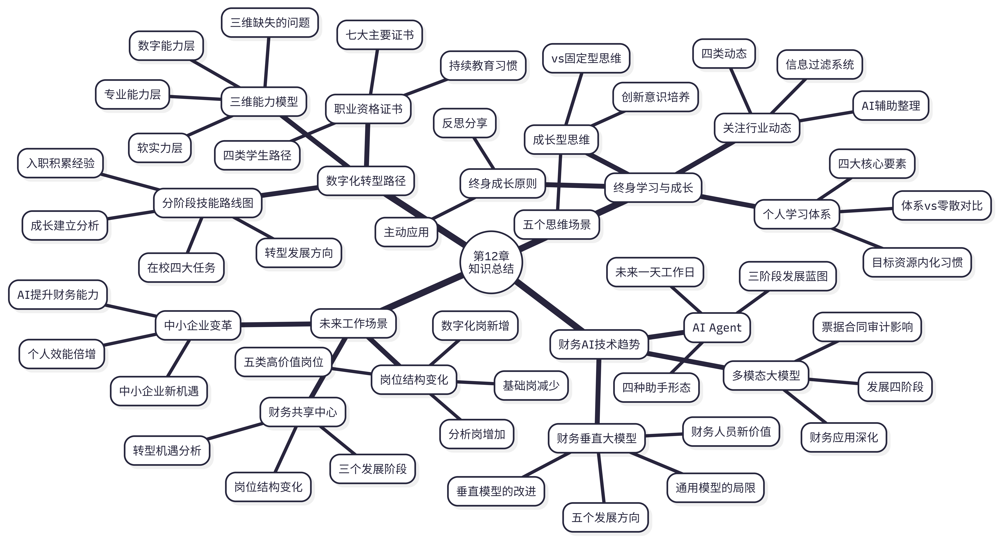 三维缺失的问题
七大主要证书
数字能力层
vs固定型思维
四类动态
信息过滤系统
持续教育习惯
专业能力层
三维能力模型
职业资格证书
创新意识培养
AI辅助整理
反思分享
关注行业动态
成长型思维
软实力层
四类学生路径
入职积累经验
四大核心要素
数字化转型路径
终身成长原则
终身学习与成长
分阶段技能路线图
体系vs零散对比
个人学习体系
成长建立分析
主动应用
五个思维场景
转型发展方向
第12章
知识总结
在校四大任务
目标资源内化习惯
未来一天工作日
三阶段发展蓝图
AI提升财务能力
中小企业变革
未来工作场景
数字化岗新增
AI Agent
票据合同审计影响
财务AI技术趋势
个人效能倍增
五类高价值岗位
岗位结构变化
基础岗减少
多模态大模型
四种助手形态
发展四阶段
中小企业新机遇
财务共享中心
分析岗增加
财务垂直大模型
财务人员新价值
财务应用深化
转型机遇分析
三个发展阶段
岗位结构变化
垂直模型的改进
通用模型的局限
五个发展方向